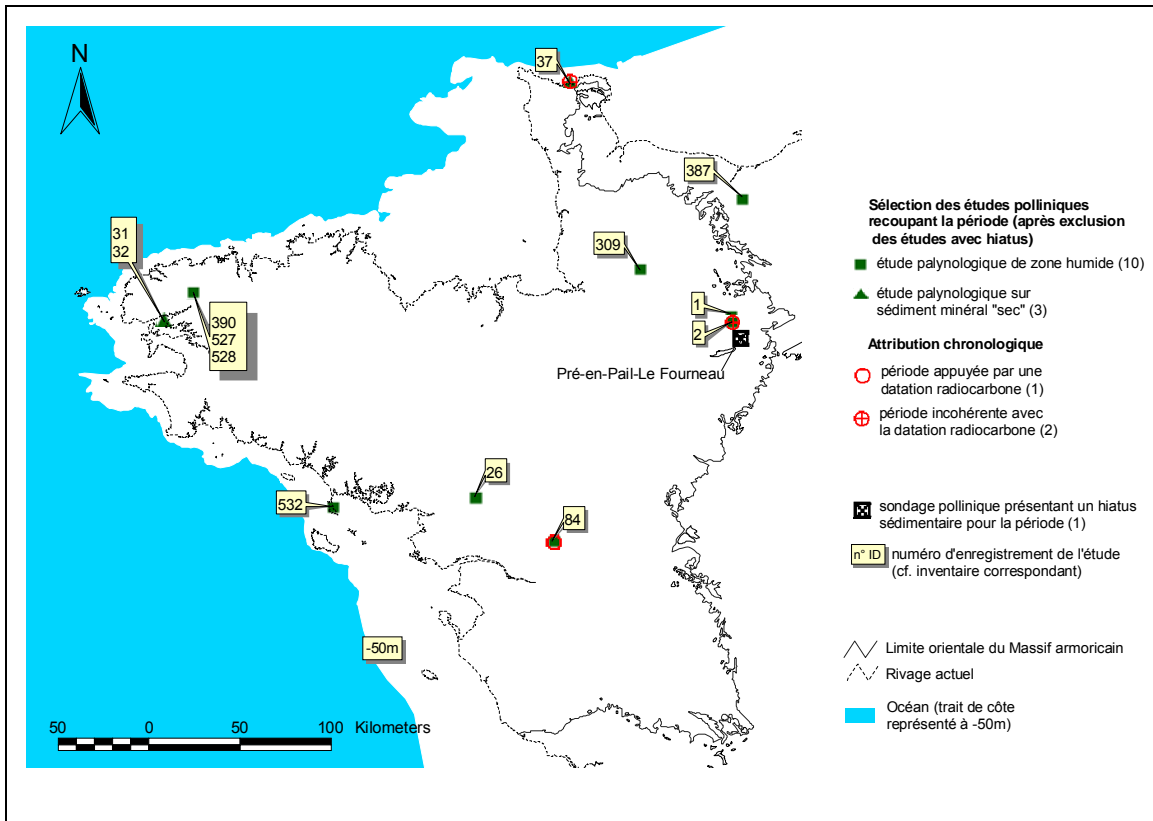 N
37
387
309
31
32
390
527
528
1
2
Pré-en-Pail-Le Fourneau
26
532
84
-50m
50 0 50 100 Kilometers
Sélection des études polliniques
recoupant la période (après exclusion
des études avec hiatus)
étude palynologique de zone humide (10)
étude palynologique sur
sédiment minéral "sec" (3)
Attribution chronologique
période appuyée par une
datation radiocarbone (1)
période incohérente avec
la datation radiocarbone (2)
sondage pollinique présentant un hiatus
sédimentaire pour la période (1)
n° ID numéro d'enregistrement de l'étude
(cf. inventaire correspondant)
Limite orientale du Massif armoricain
Rivage actuel
Océan (trait de côte
représenté à -50m)